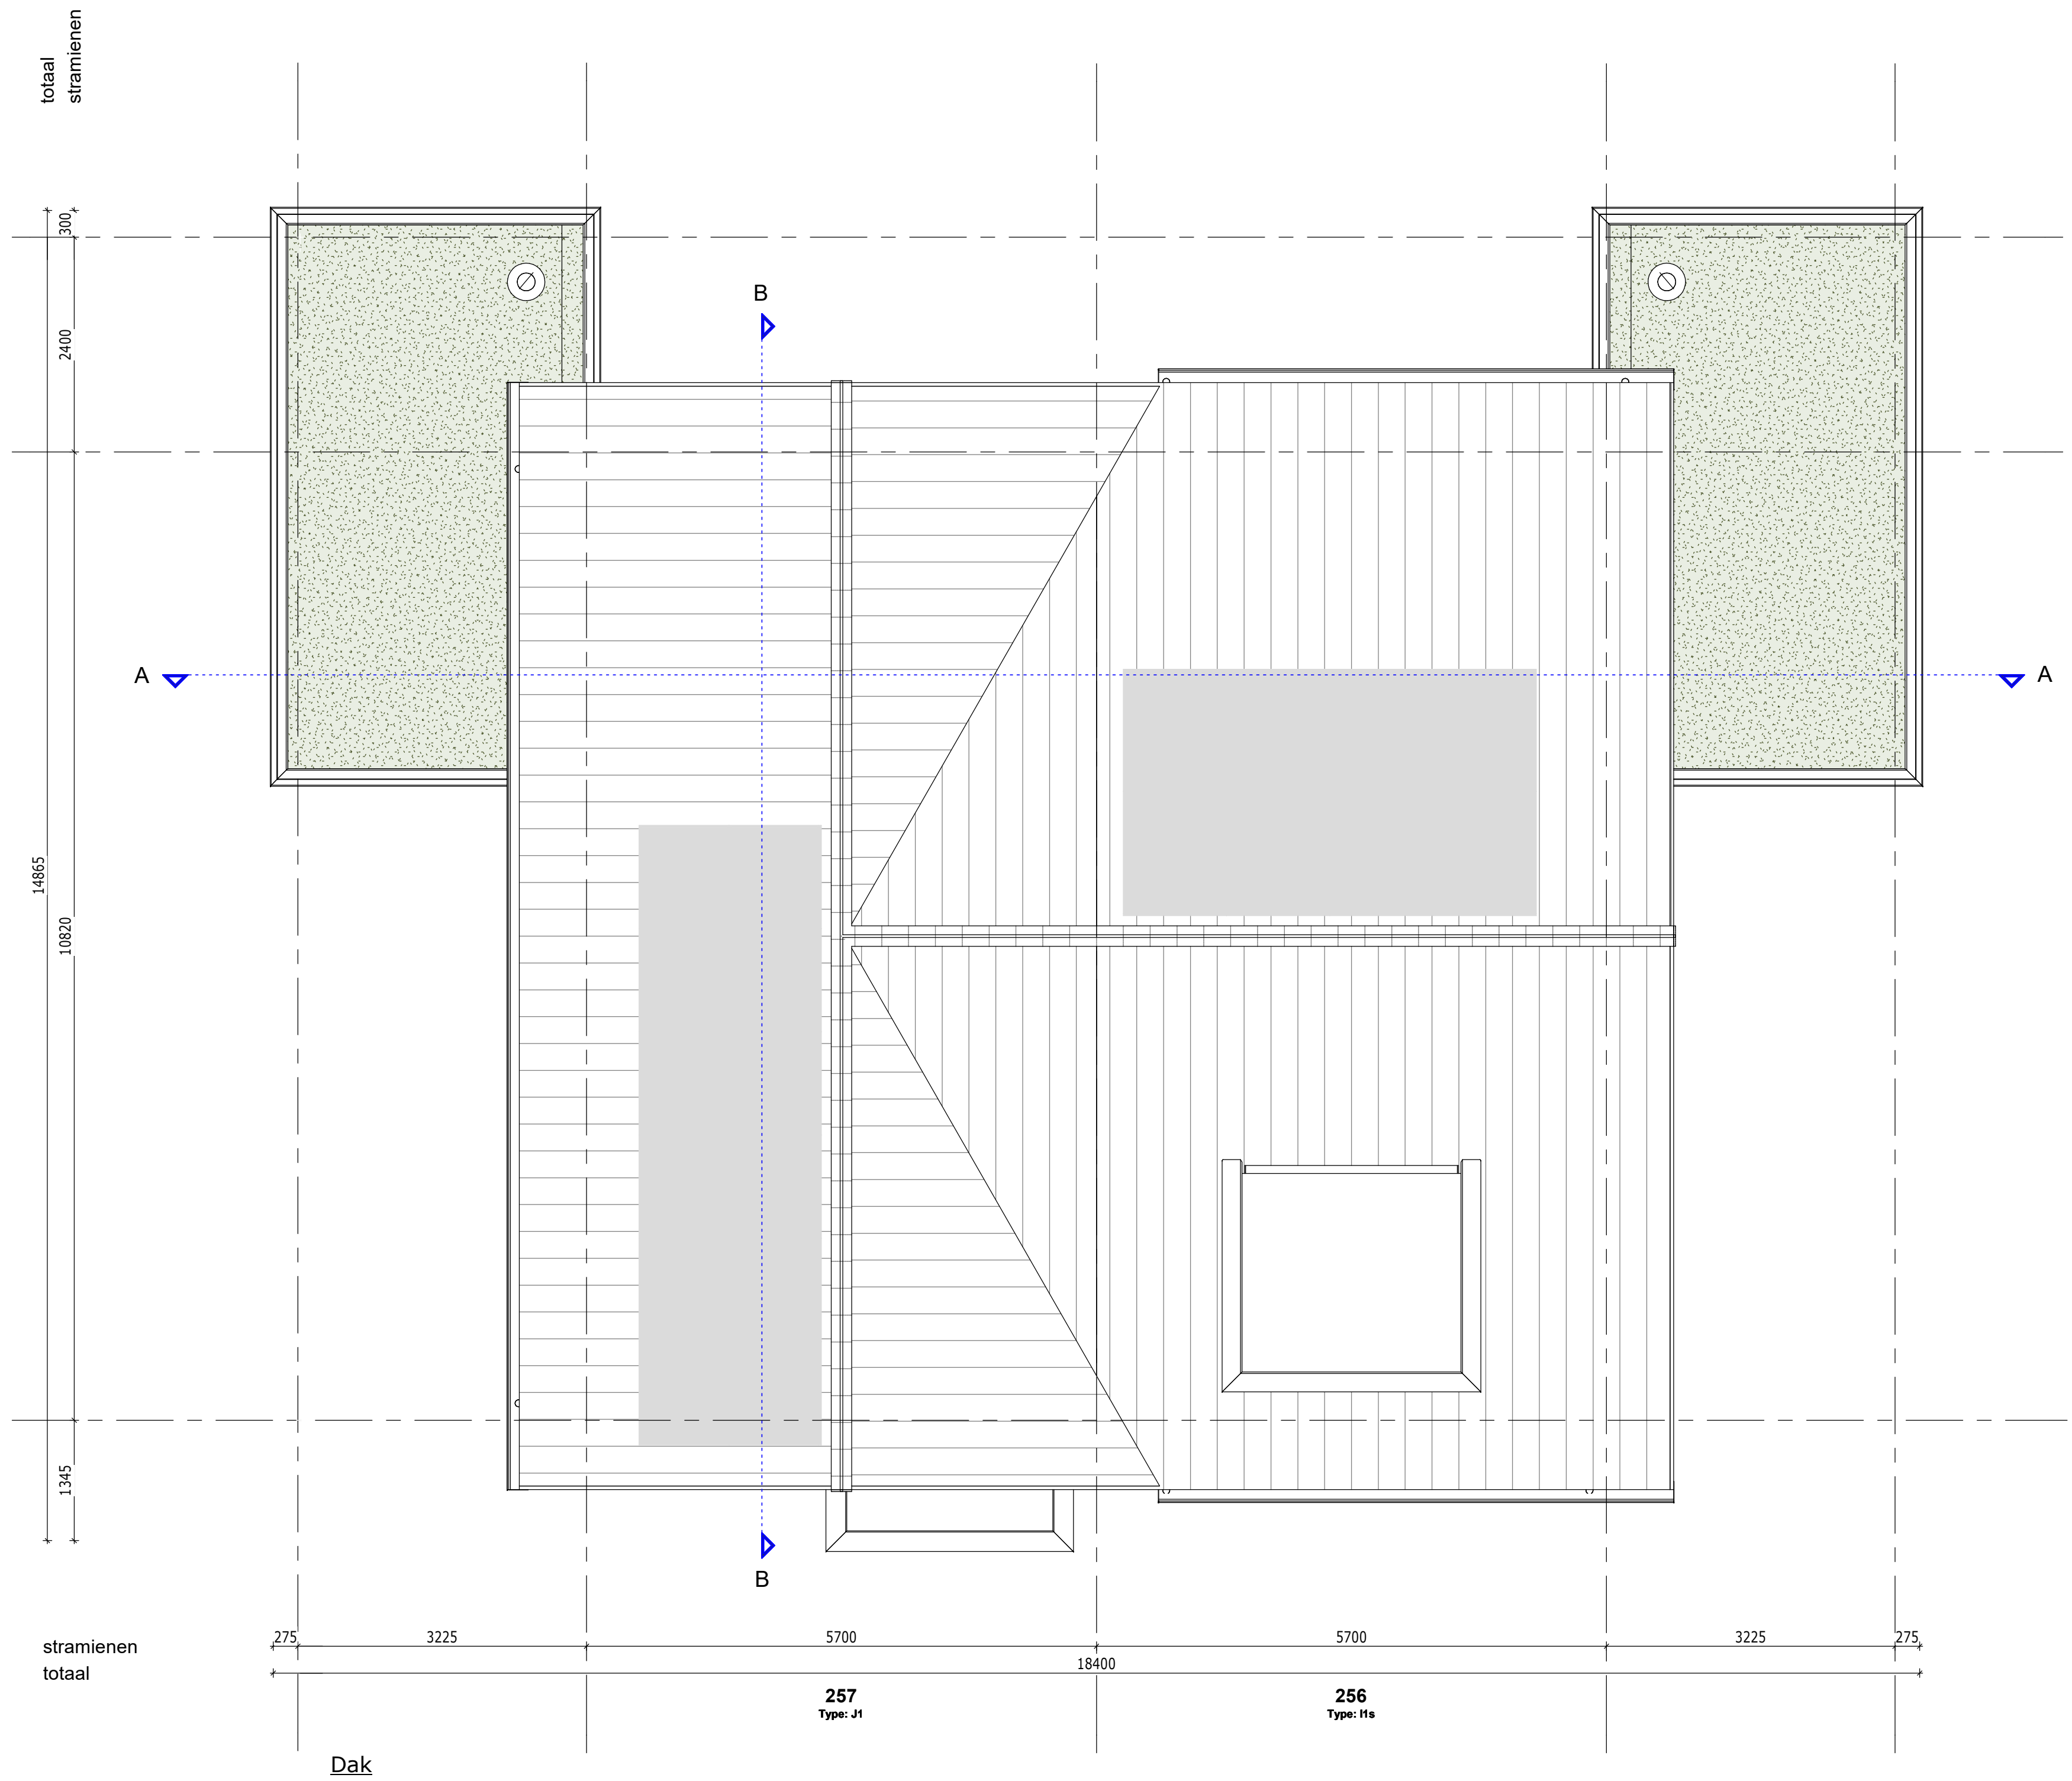 totaal
stramienen
300
2400
14865
10820
1345
B
A
A
B
stramienen
275
3225
5700
5700
3225
275
totaal
18400
257
Type: J1
256
Type: I1s
Dak